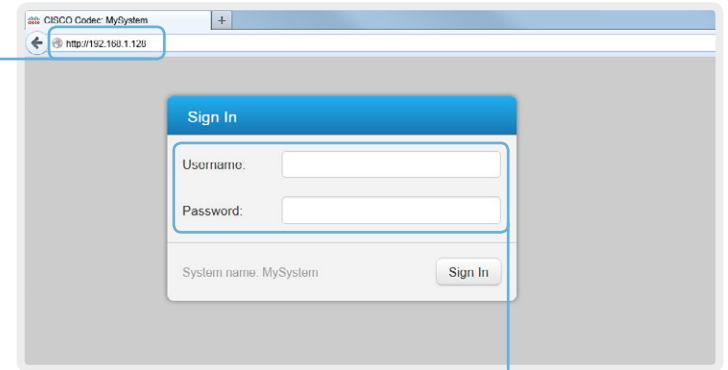 CISCO Codec: MySystem
+
http://192.168.1.128
Sign In
Username:
Password:
System name: MySystem
Sign In